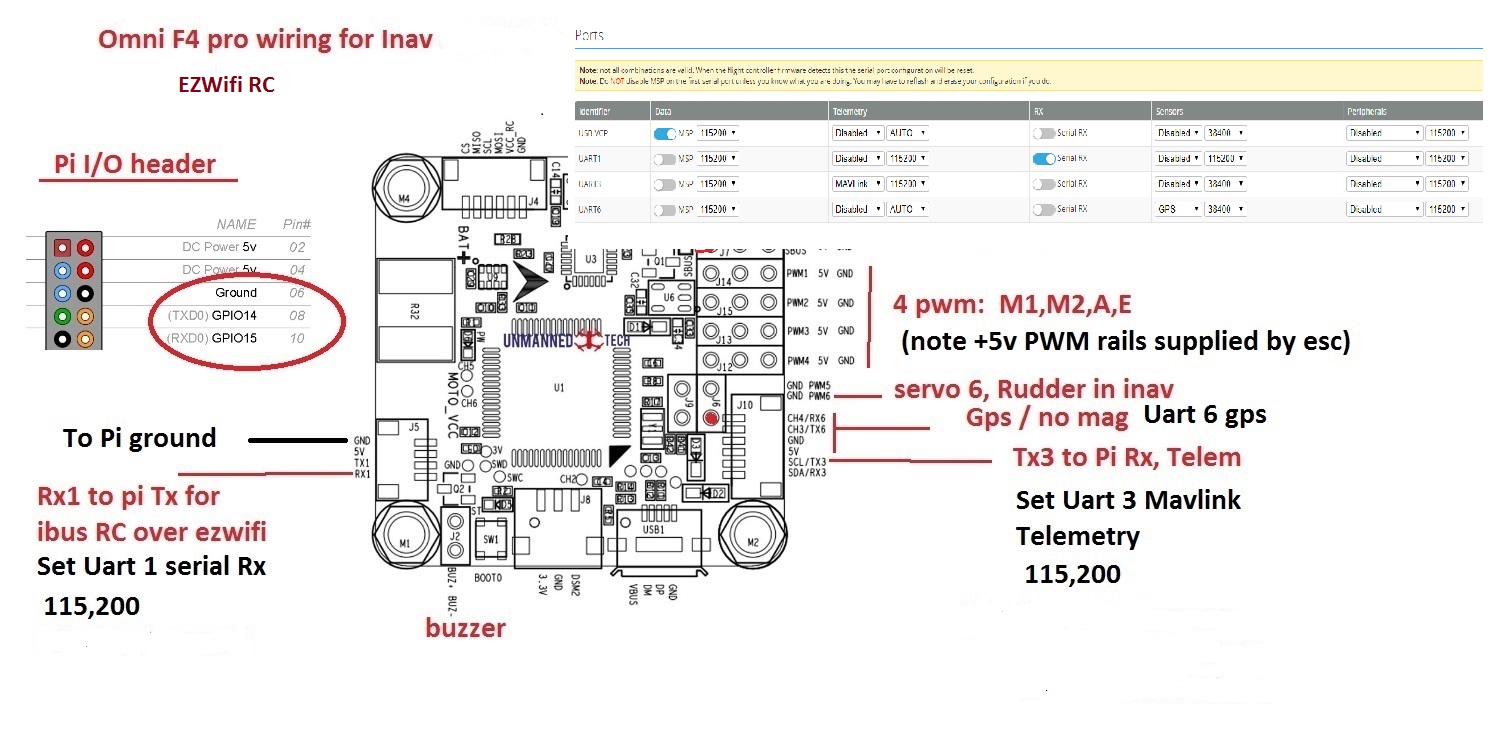 Omni F4 pro wiring for Inav
EZWifi RC
Pi I/O header
NAME Pin#
DC Power 5v 02
DC Power 5v 04
Ground 06
(TXD0) GPIO14 08
(RXD0) GPIO15 10
To Pi ground
Rx1 to pi Tx for
ibus RC over ezwifi
Set Uart 1 serial Rx
115,200
Ports
Note: not all combinations are valid. When the flight controller firmware detects this the serial port configuration will be reset.
Note: Do NOT disable MSP on the first serial port unless you know what you are doing. You may have to reflash and erase your configuration if you do.
Identifier Data Telemetry RX Sensors Peripherals
USB VCP MSP 115200 Disabled AUTO Serial RX Disabled 38400 Disabled 115200
UART1 MSP 115200 Disabled 115200 Serial RX Disabled 115200 Disabled 115200
UART3 MSP 115200 MAVLink 115200 Serial RX Disabled 38400 Disabled 115200
UART6 MSP 115200 Disabled AUTO Serial RX GPS 38400 Disabled 115200
CS
MISO
SCL
MOSI
VCC_RC
GND
C14
M4
J4
BAT+
R28
U3
U9
R32
C32
Q1
SBUS
U6
J7
SBUS GND
J14
PWM1 5V GND
J15
PWM2 5V GND
J13
PWM3 5V GND
J12
PWM4 5V GND
UNMANNED TECH
CH5
CH6
MOTO_VCC
U1
J9
J6
J10
GND PWM5
GND PWM6
CH4/RX6
CH3/TX6
GND
5V
SCL/TX3
SDA/RX3
GND
5V
TX1
RX1
J5
3V
GND
SWD
SWC
CH2
Q2
D1
D2
M1
J2
SW1
J8
USB1
M2
BUZ+ BUZ-
BOOT0
3.3V
GND
DSM2
VBUS
DM
DP
GND
buzzer
4 pwm: M1,M2,A,E
(note +5v PWM rails supplied by esc)
servo 6, Rudder in inav
Gps / no mag Uart 6 gps
Tx3 to Pi Rx, Telem
Set Uart 3 Mavlink
Telemetry
115,200